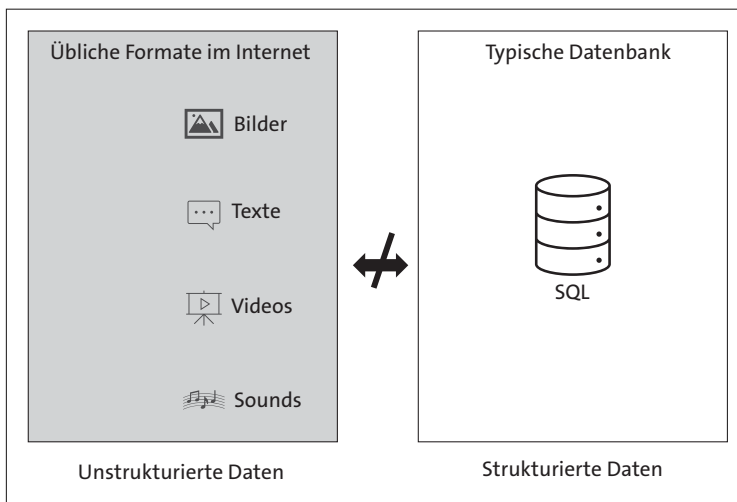 Übliche Formate im Internet
Bilder
Texte
Videos
Sounds
Unstrukturierte Daten
Typische Datenbank
SQL
Strukturierte Daten